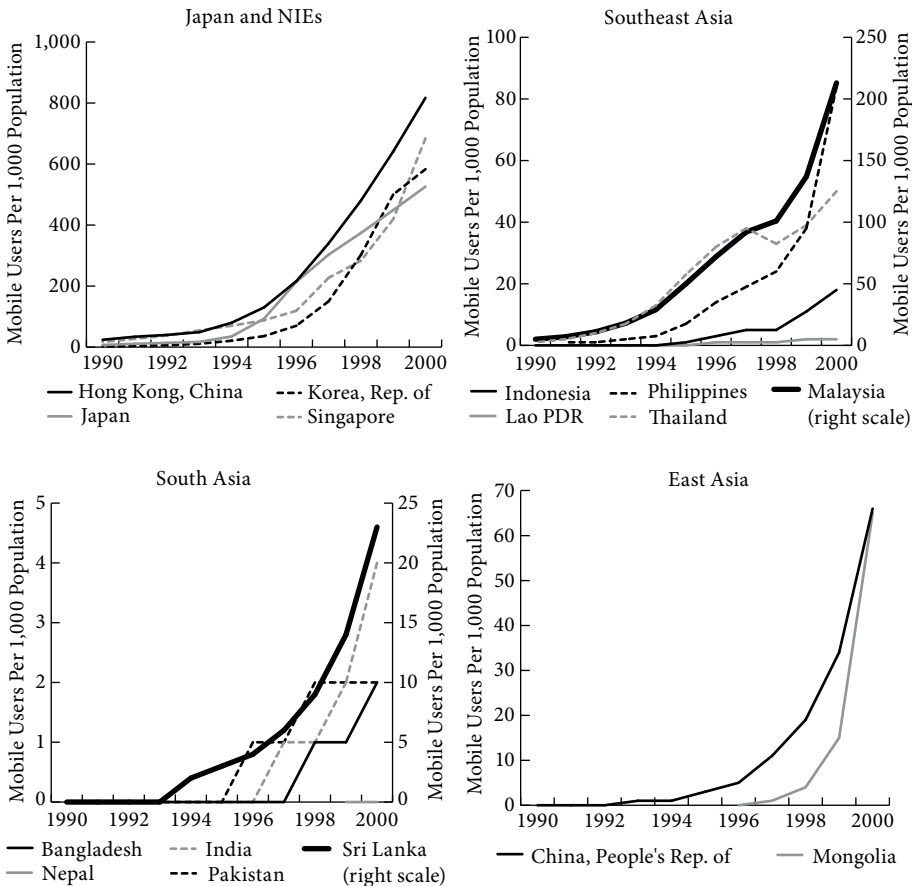 Japan and NIEs
Mobile Users Per 1,000 Population
1,000
800
600
400
200
0
1990 1992 1994 1996 1998 2000
Hong Kong, China
Korea, Rep. of
Japan
Singapore
Southeast Asia
Mobile Users Per 1,000 Population
100
80
60
40
20
0
250
200
150
100
50
0
Mobile Users Per 1,000 Population
1990 1992 1994 1996 1998 2000
Indonesia
Philippines
Malaysia
Lao PDR
Thailand
(right scale)
South Asia
Mobile Users Per 1,000 Population
5
4
3
2
1
0
25
20
15
10
5
0
Mobile Users Per 1,000 Population
1990 1992 1994 1996 1998 2000
Bangladesh
India
Sri Lanka
Nepal
Pakistan
(right scale)
East Asia
Mobile Users Per 1,000 Population
70
60
50
40
30
20
10
0
1990 1992 1994 1996 1998 2000
China, People's Rep. of
Mongolia